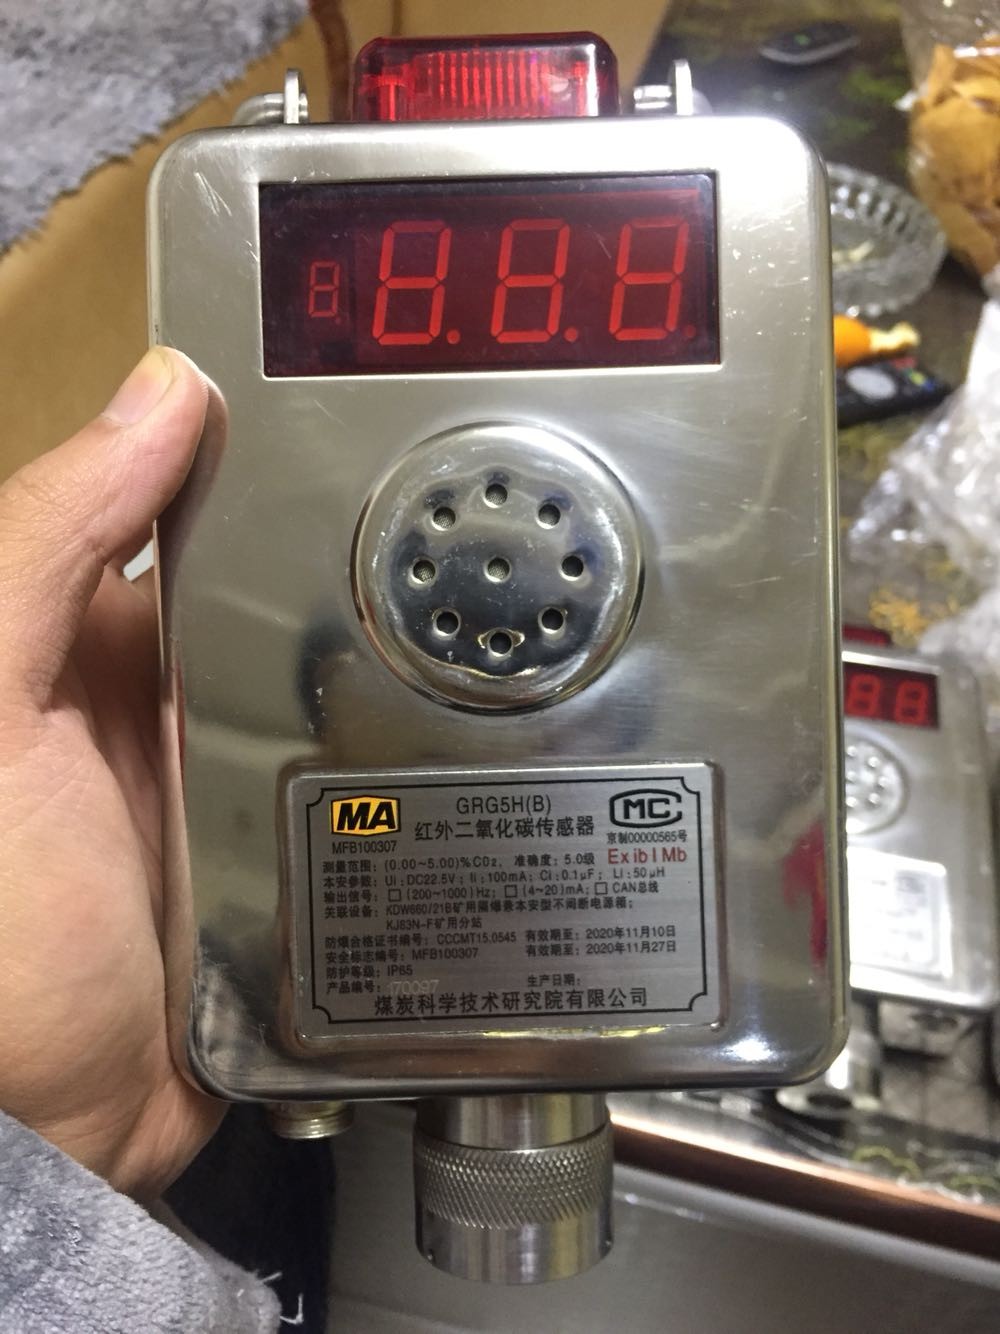 8.8.8.8.
MA
GRG5H(B)
MC
MFB100307
红外二氧化碳传感器
京制00000565号
测量范围：(0.00~5.00)%CO₂，准确度：5.0级
Ex ib I Mb
本安参数：Ui：DC22.5V；Ii：100mA；Ci：0.1μF；Li：50μH
输出信号：□(200~1000)Hz；□(4~20)mA；□CAN总线
关联设备：KDW660/21B矿用隔爆兼本安型不间断电源箱；
KJ83N-F矿用分站
防爆合格证书编号：CCCMT15.0545 有效期至：2020年11月10日
安全标志编号：MFB100307 有效期至：2020年11月27日
防护等级：IP65
产品编号：170097 生产日期：
煤炭科学技术研究院有限公司
88